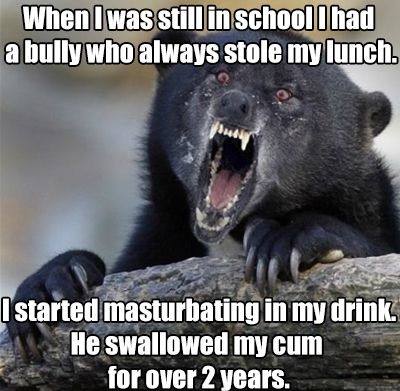 When I was still in school I had
a bully who always stole my lunch.
I started masturbating in my drink.
He swallowed my cum
for over 2 years.